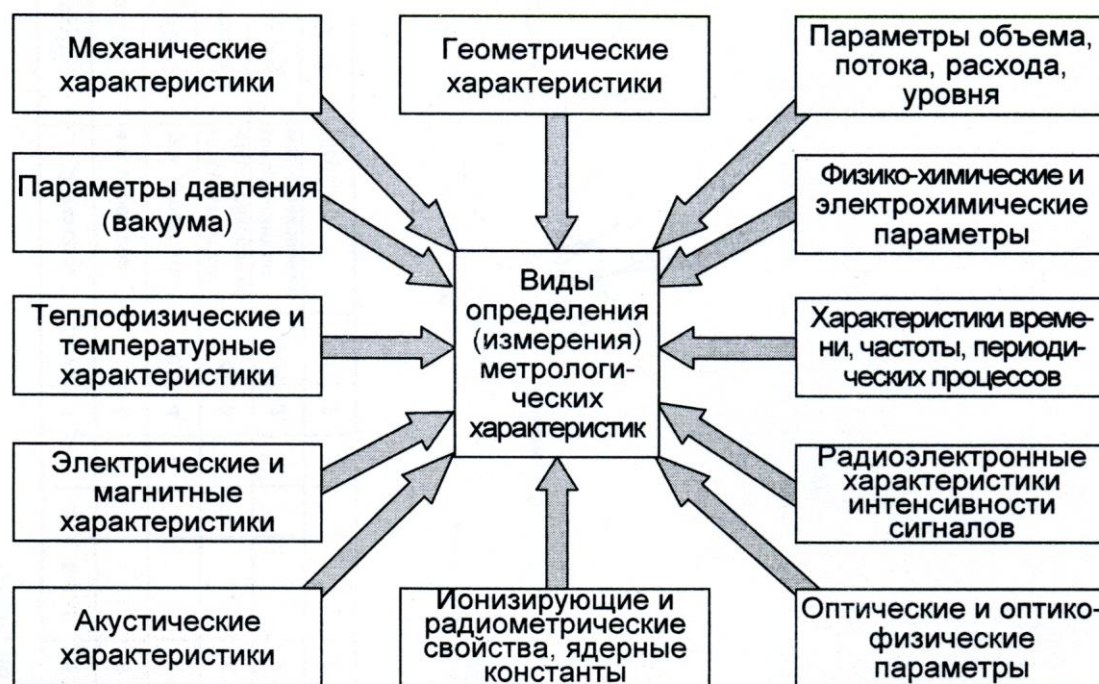 Механические
характеристики
Геометрические
характеристики
Параметры объема,
потока, расхода,
уровня
Параметры давления
(вакуума)
Физико-химические и
электрохимические
параметры
Виды
определения
(измерения)
метрологи-
ческих
характеристик
Теплофизические и
температурные
характеристики
Характеристики време-
ни, частоты, периоди-
ческих процессов
Электрические и
магнитные
характеристики
Радиоэлектронные
характеристики
интенсивности
сигналов
Акустические
характеристики
Ионизирующие и
радиометрические
свойства, ядерные
константы
Оптические и оптико-
физические
параметры